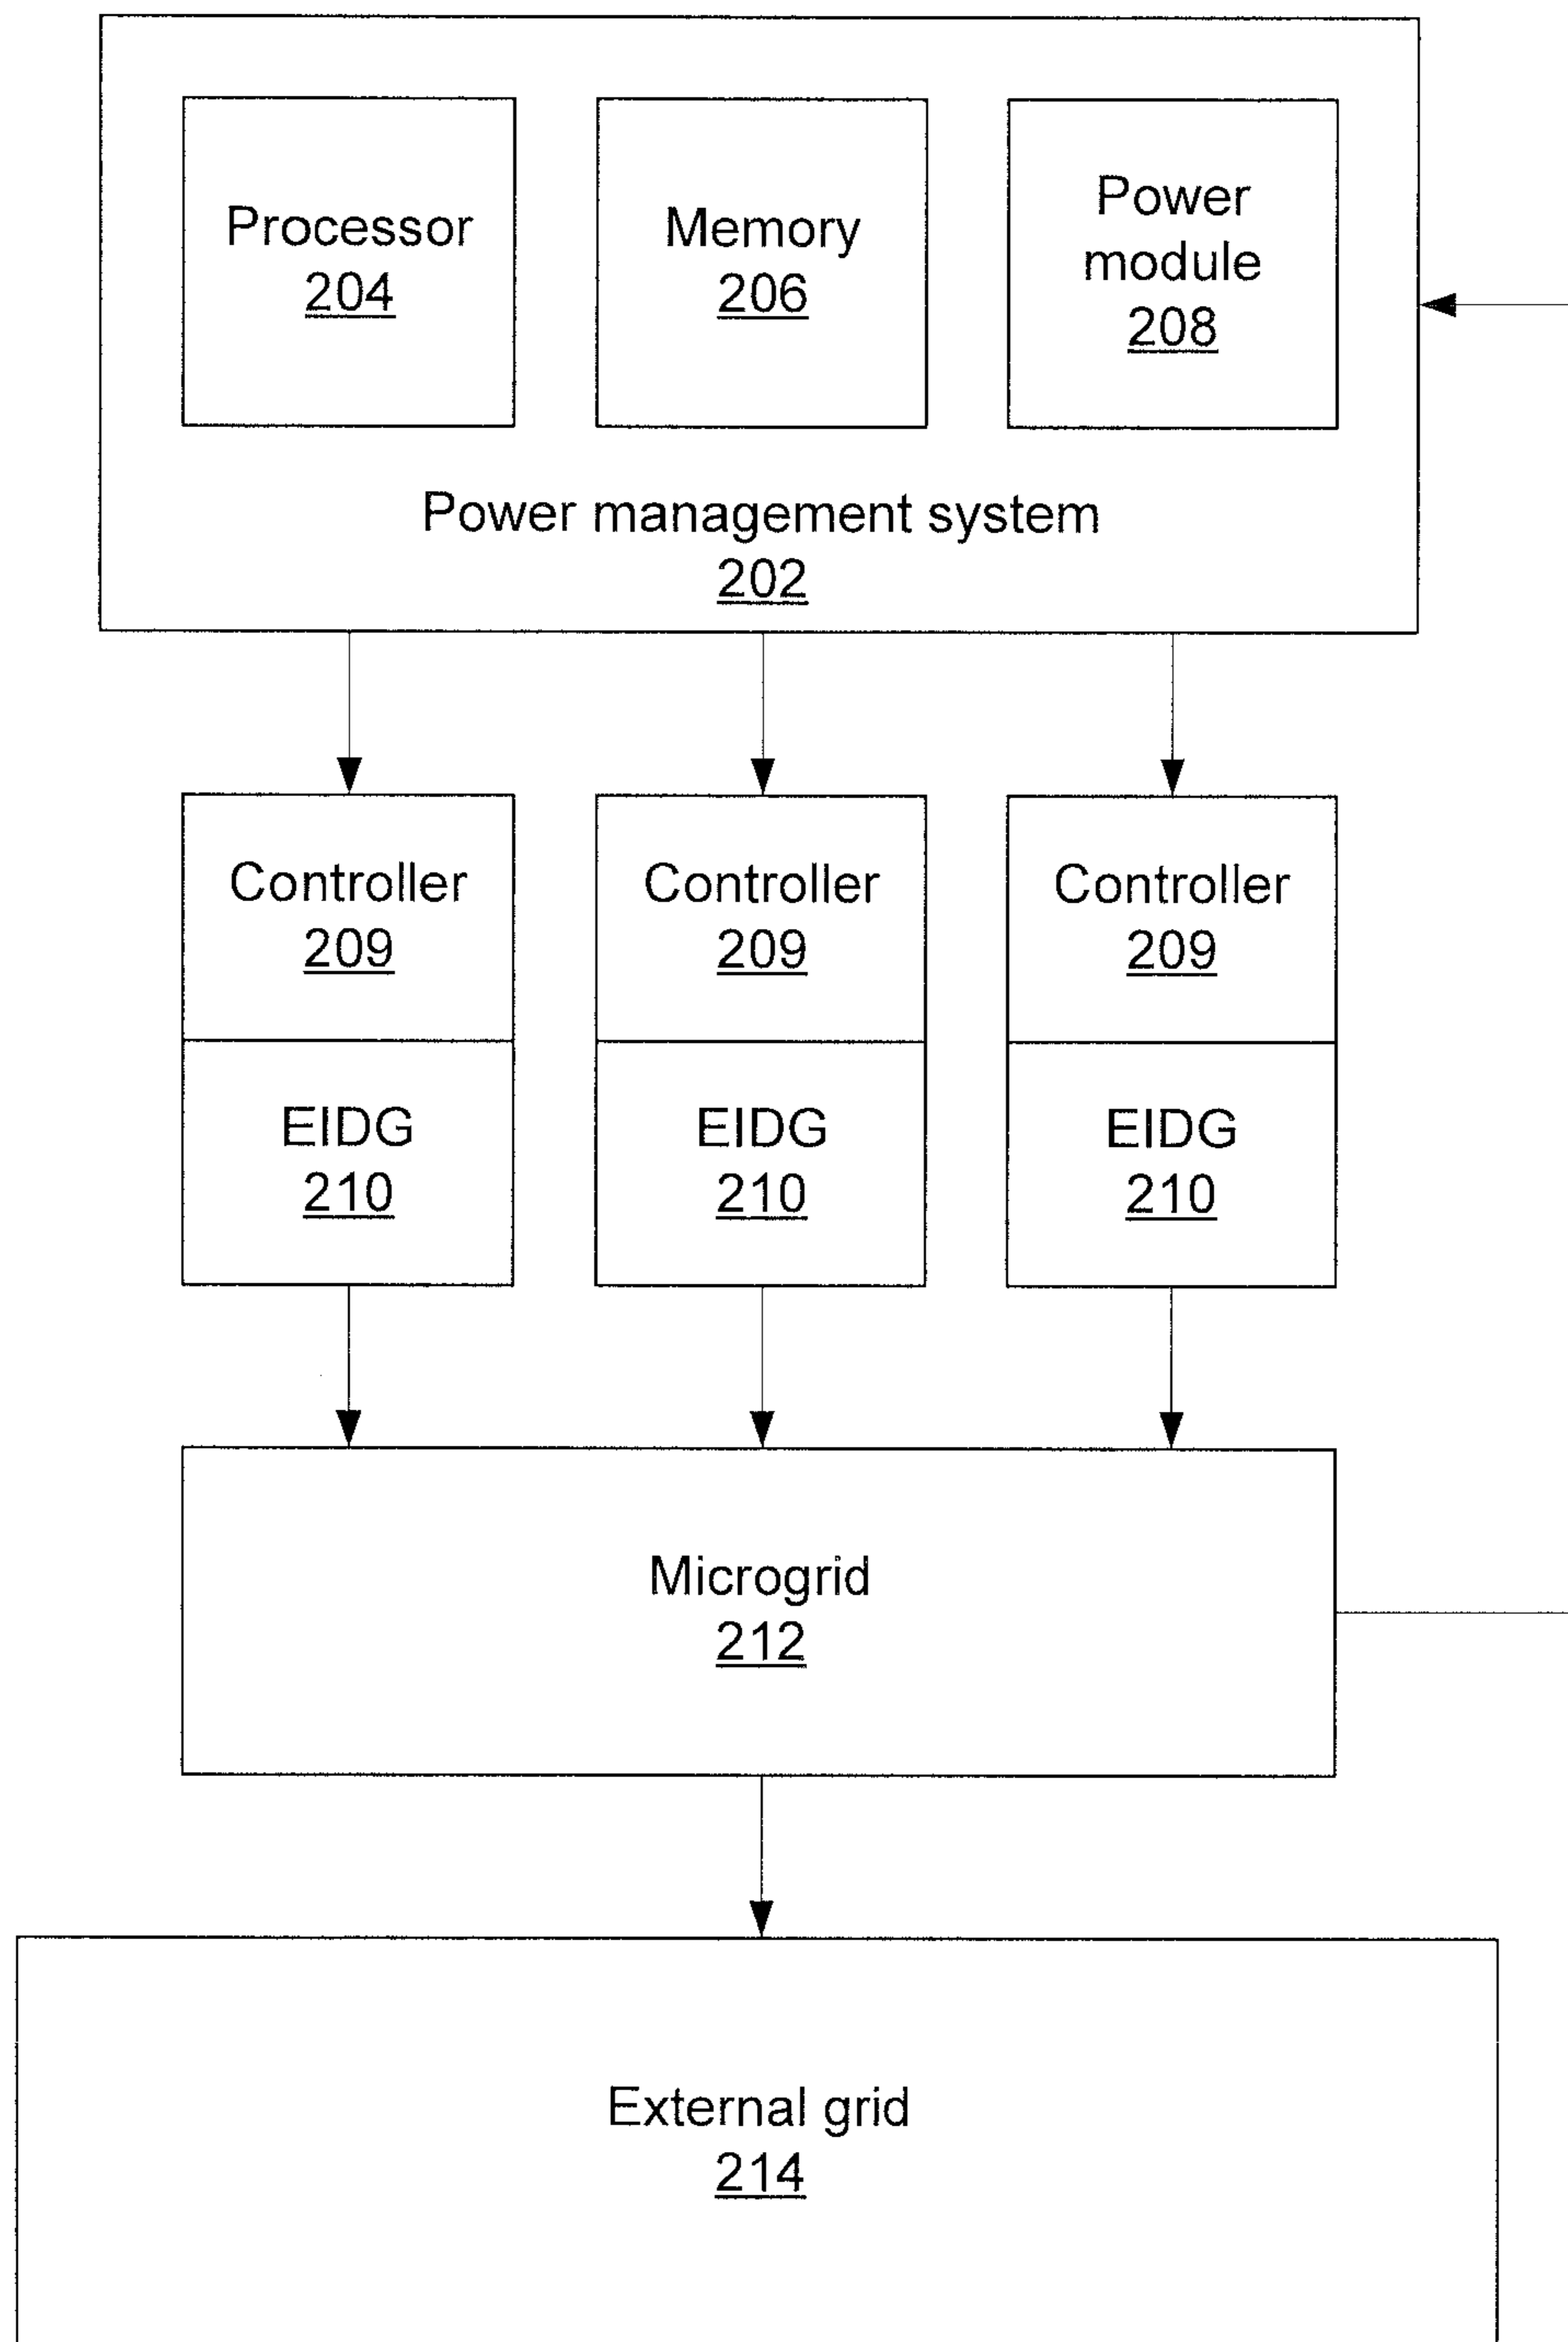 Processor
204
Memory
206
Power
module
208
Power management system
202
Controller
209
Controller
209
Controller
209
EIDG
210
EIDG
210
EIDG
210
Microgrid
212
External grid
214